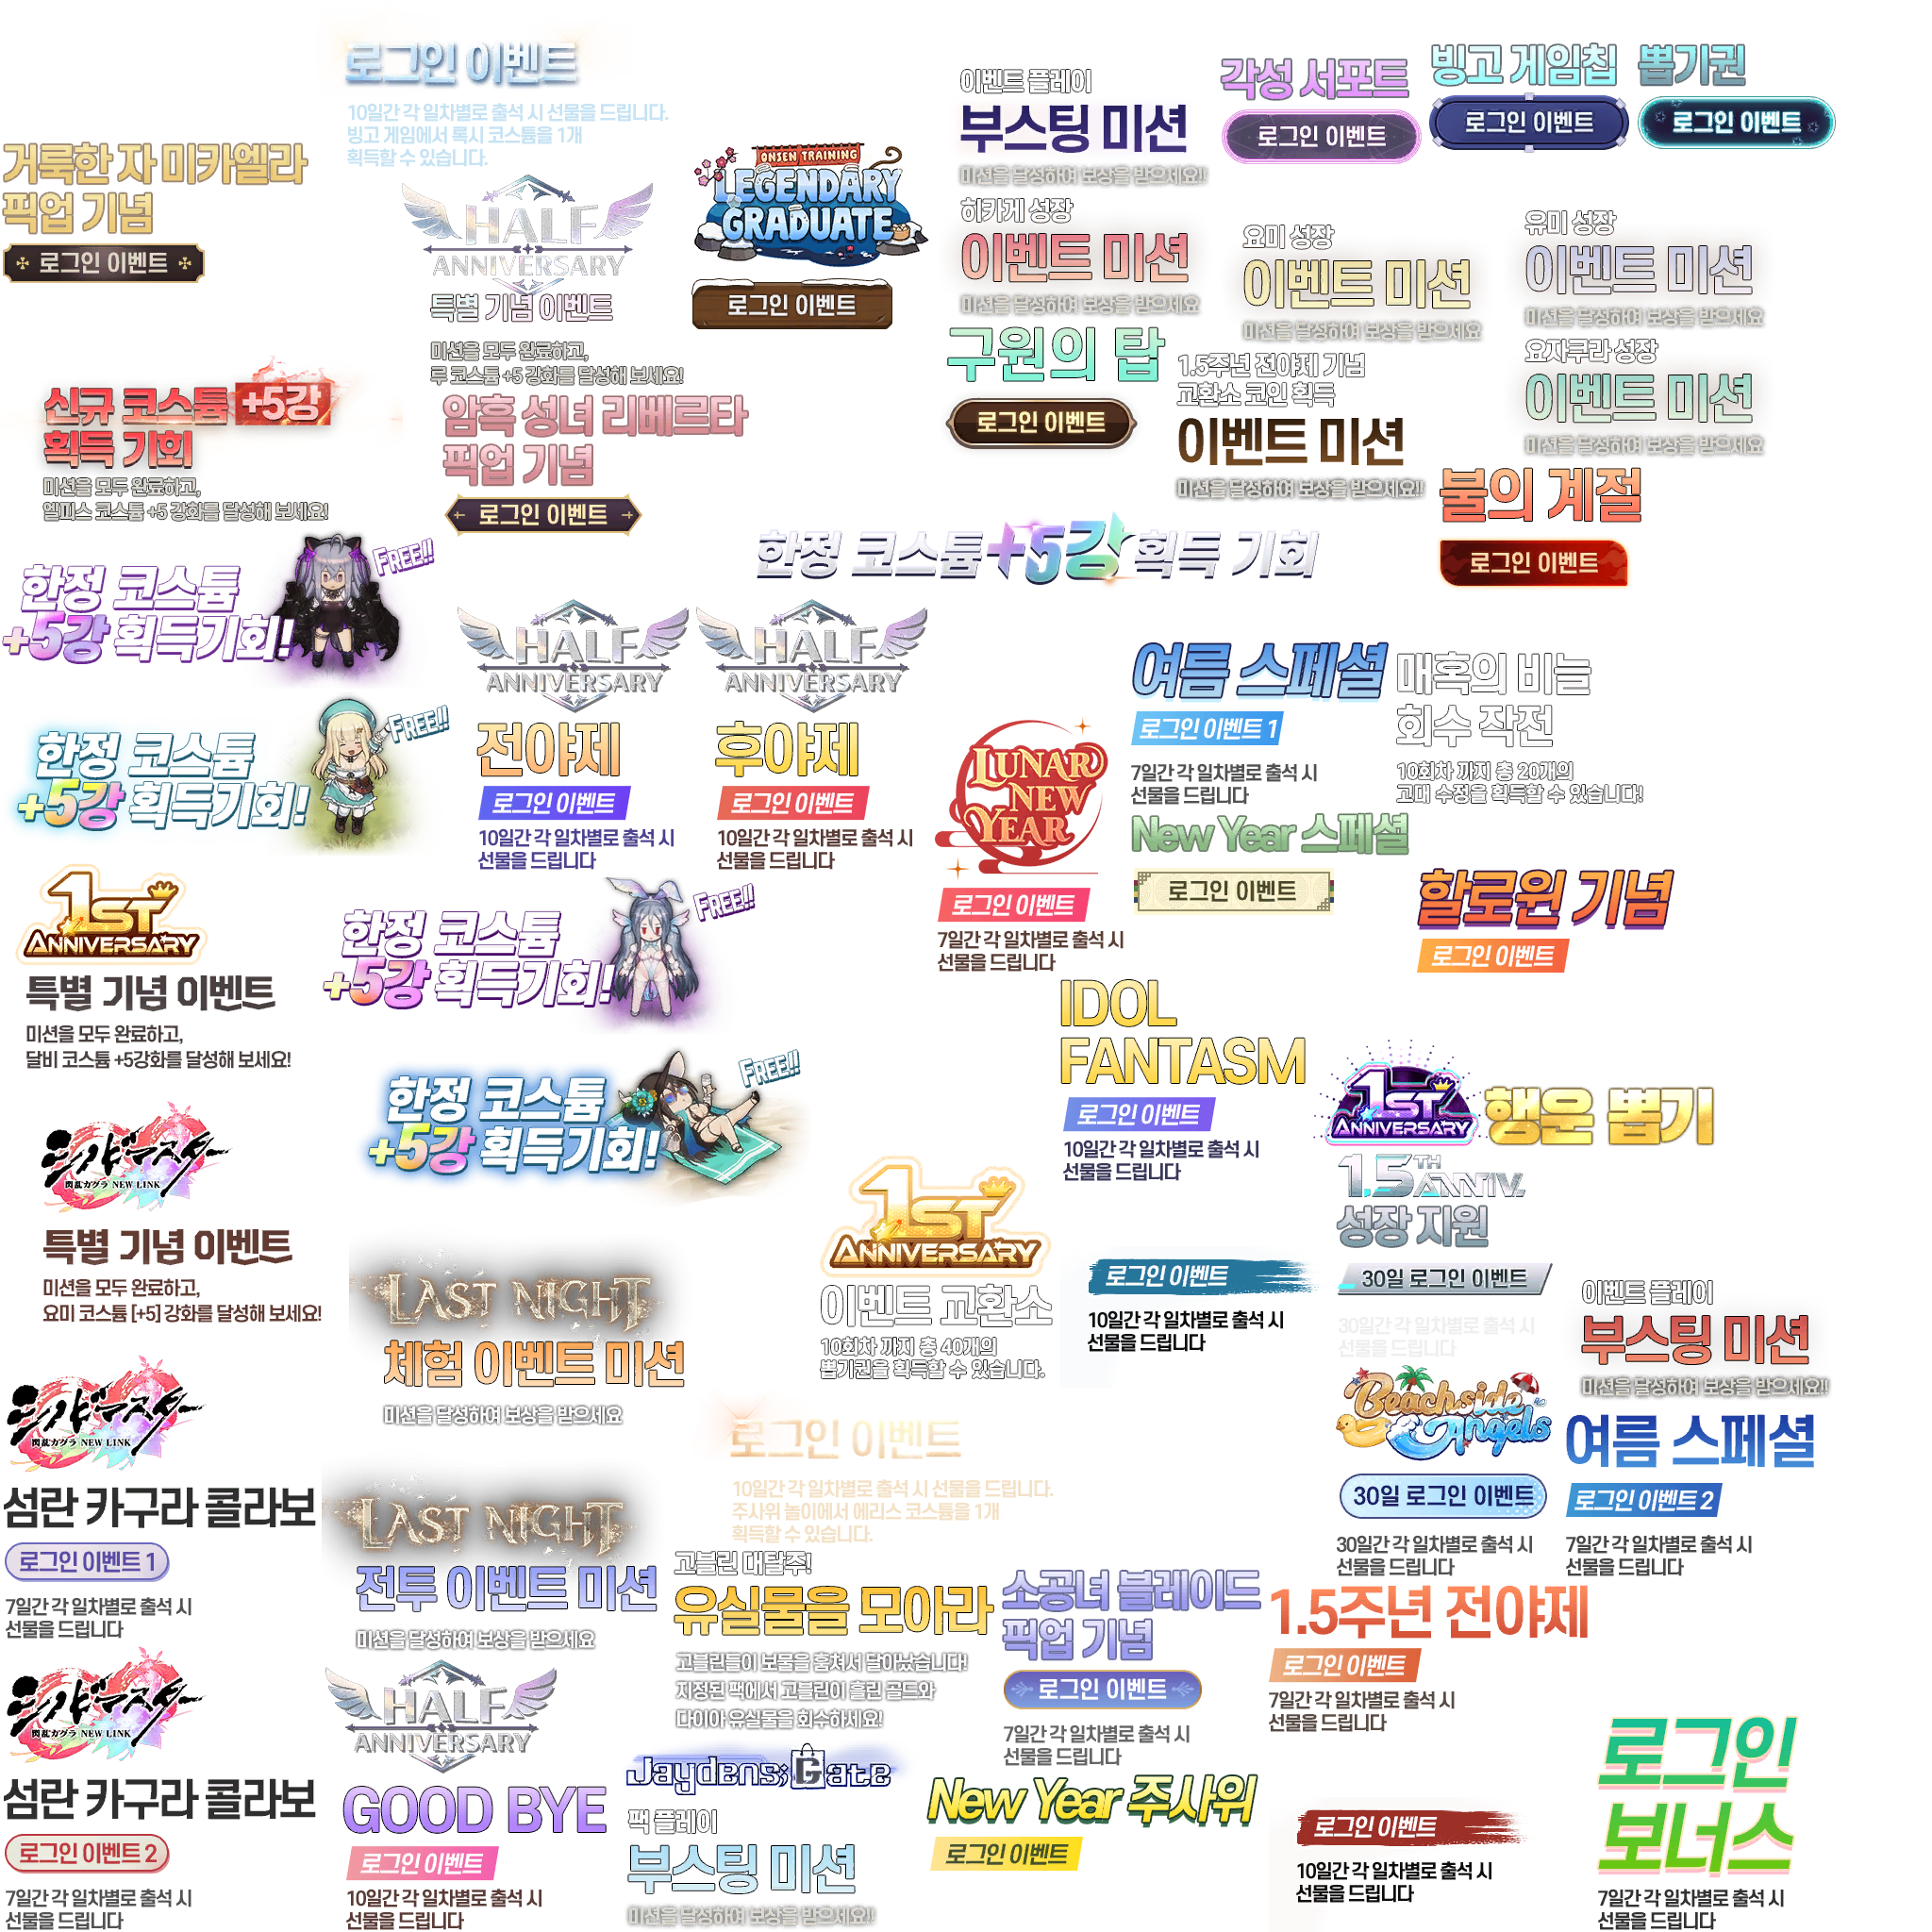 로그인 이벤트
10일간 각 일차별로 출석 시 선물을 드립니다.
빙고 게임에서 록시 코스튬을 1개
획득할 수 있습니다.
거룩한 자 미카엘라
픽업 기념
로그인 이벤트
HALF
ANNIVERSARY
특별 기념 이벤트
미션을 모두 완료하고,
루 코스튬 +5 강화를 달성해 보세요!
ONSEN TRAINING
LEGENDARY
GRADUATE
로그인 이벤트
이벤트 플레이
부스팅 미션
미션을 달성하여 보상을 받으세요!!
각성 서포트
로그인 이벤트
빙고 게임칩
로그인 이벤트
뽑기권
로그인 이벤트
히카게 성장
이벤트 미션
미션을 달성하여 보상을 받으세요
요미 성장
이벤트 미션
미션을 달성하여 보상을 받으세요
유미 성장
이벤트 미션
미션을 달성하여 보상을 받으세요
구원의 탑
로그인 이벤트
1.5주년 전야제 기념
교환소 코인 획득
이벤트 미션
미션을 달성하여 보상을 받으세요!!
요자쿠라 성장
이벤트 미션
미션을 달성하여 보상을 받으세요
신규 코스튬 +5강
획득 기회
미션을 모두 완료하고,
엘피스 코스튬 +5 강화를 달성해 보세요!
암흑 성녀 리베르타
픽업 기념
로그인 이벤트
불의 계절
로그인 이벤트
한정 코스튬 +5강 획득 기회
한정 코스튬
+5강 획득기회!
FREE!!
한정 코스튬
+5강 획득기회!
FREE!!
HALF
ANNIVERSARY
전야제
로그인 이벤트
10일간 각 일차별로 출석 시
선물을 드립니다
HALF
ANNIVERSARY
후야제
로그인 이벤트
10일간 각 일차별로 출석 시
선물을 드립니다
LUNAR
NEW
YEAR
로그인 이벤트
7일간 각 일차별로 출석 시
선물을 드립니다
여름 스페셜
로그인 이벤트 1
7일간 각 일차별로 출석 시
선물을 드립니다
매혹의 비늘
회수 작전
10회차 까지 총 20개의
고대 수정을 획득할 수 있습니다!
New Year 스페셜
로그인 이벤트
할로윈 기념
로그인 이벤트
1ST
ANNIVERSARY
특별 기념 이벤트
미션을 모두 완료하고,
달비 코스튬 +5강화를 달성해 보세요!
한정 코스튬
+5강 획득기회!
FREE!!
한정 코스튬
+5강 획득기회!
FREE!!
IDOL
FANTASM
로그인 이벤트
10일간 각 일차별로 출석 시
선물을 드립니다
1ST
ANNIVERSARY
행운 뽑기
1.5TH
ANNIV.
성장 지원
30일 로그인 이벤트
30일간 각 일차별로 출석 시
선물을 드립니다
シノビマスター
閃乱カグラ NEW LINK
특별 기념 이벤트
미션을 모두 완료하고,
요미 코스튬 [+5] 강화를 달성해 보세요!
LAST NIGHT
체험 이벤트 미션
미션을 달성하여 보상을 받으세요
1ST
ANNIVERSARY
이벤트 교환소
10회차 까지 총 40개의
뽑기권을 획득할 수 있습니다.
로그인 이벤트
10일간 각 일차별로 출석 시
선물을 드립니다
이벤트 플레이
부스팅 미션
미션을 달성하여 보상을 받으세요!!
Beachside
Angels
30일 로그인 이벤트
30일간 각 일차별로 출석 시
선물을 드립니다
여름 스페셜
로그인 이벤트 2
7일간 각 일차별로 출석 시
선물을 드립니다
シノビマスター
閃乱カグラ NEW LINK
섬란 카구라 콜라보
로그인 이벤트 1
7일간 각 일차별로 출석 시
선물을 드립니다
LAST NIGHT
전투 이벤트 미션
미션을 달성하여 보상을 받으세요
로그인 이벤트
10일간 각 일차별로 출석 시 선물을 드립니다.
주사위 놀이에서 에리스 코스튬을 1개
획득할 수 있습니다.
고블린 대탈주!
유실물을 모아라
고블린들이 보물을 훔쳐서 달아났습니다!
지정된 팩에서 고블린이 흘린 골드와
다이아 유실물을 회수하세요!
소공녀 블레이드
픽업 기념
로그인 이벤트
7일간 각 일차별로 출석 시
선물을 드립니다
1.5주년 전야제
로그인 이벤트
7일간 각 일차별로 출석 시
선물을 드립니다
シノビマスター
閃乱カグラ NEW LINK
섬란 카구라 콜라보
로그인 이벤트 2
7일간 각 일차별로 출석 시
선물을 드립니다
HALF
ANNIVERSARY
GOOD BYE
로그인 이벤트
10일간 각 일차별로 출석 시
선물을 드립니다
Jaydens;Gate
팩 플레이
부스팅 미션
미션을 달성하여 보상을 받으세요!!
New Year 주사위
로그인 이벤트
로그인 이벤트
10일간 각 일차별로 출석 시
선물을 드립니다
로그인
보너스
7일간 각 일차별로 출석 시
선물을 드립니다